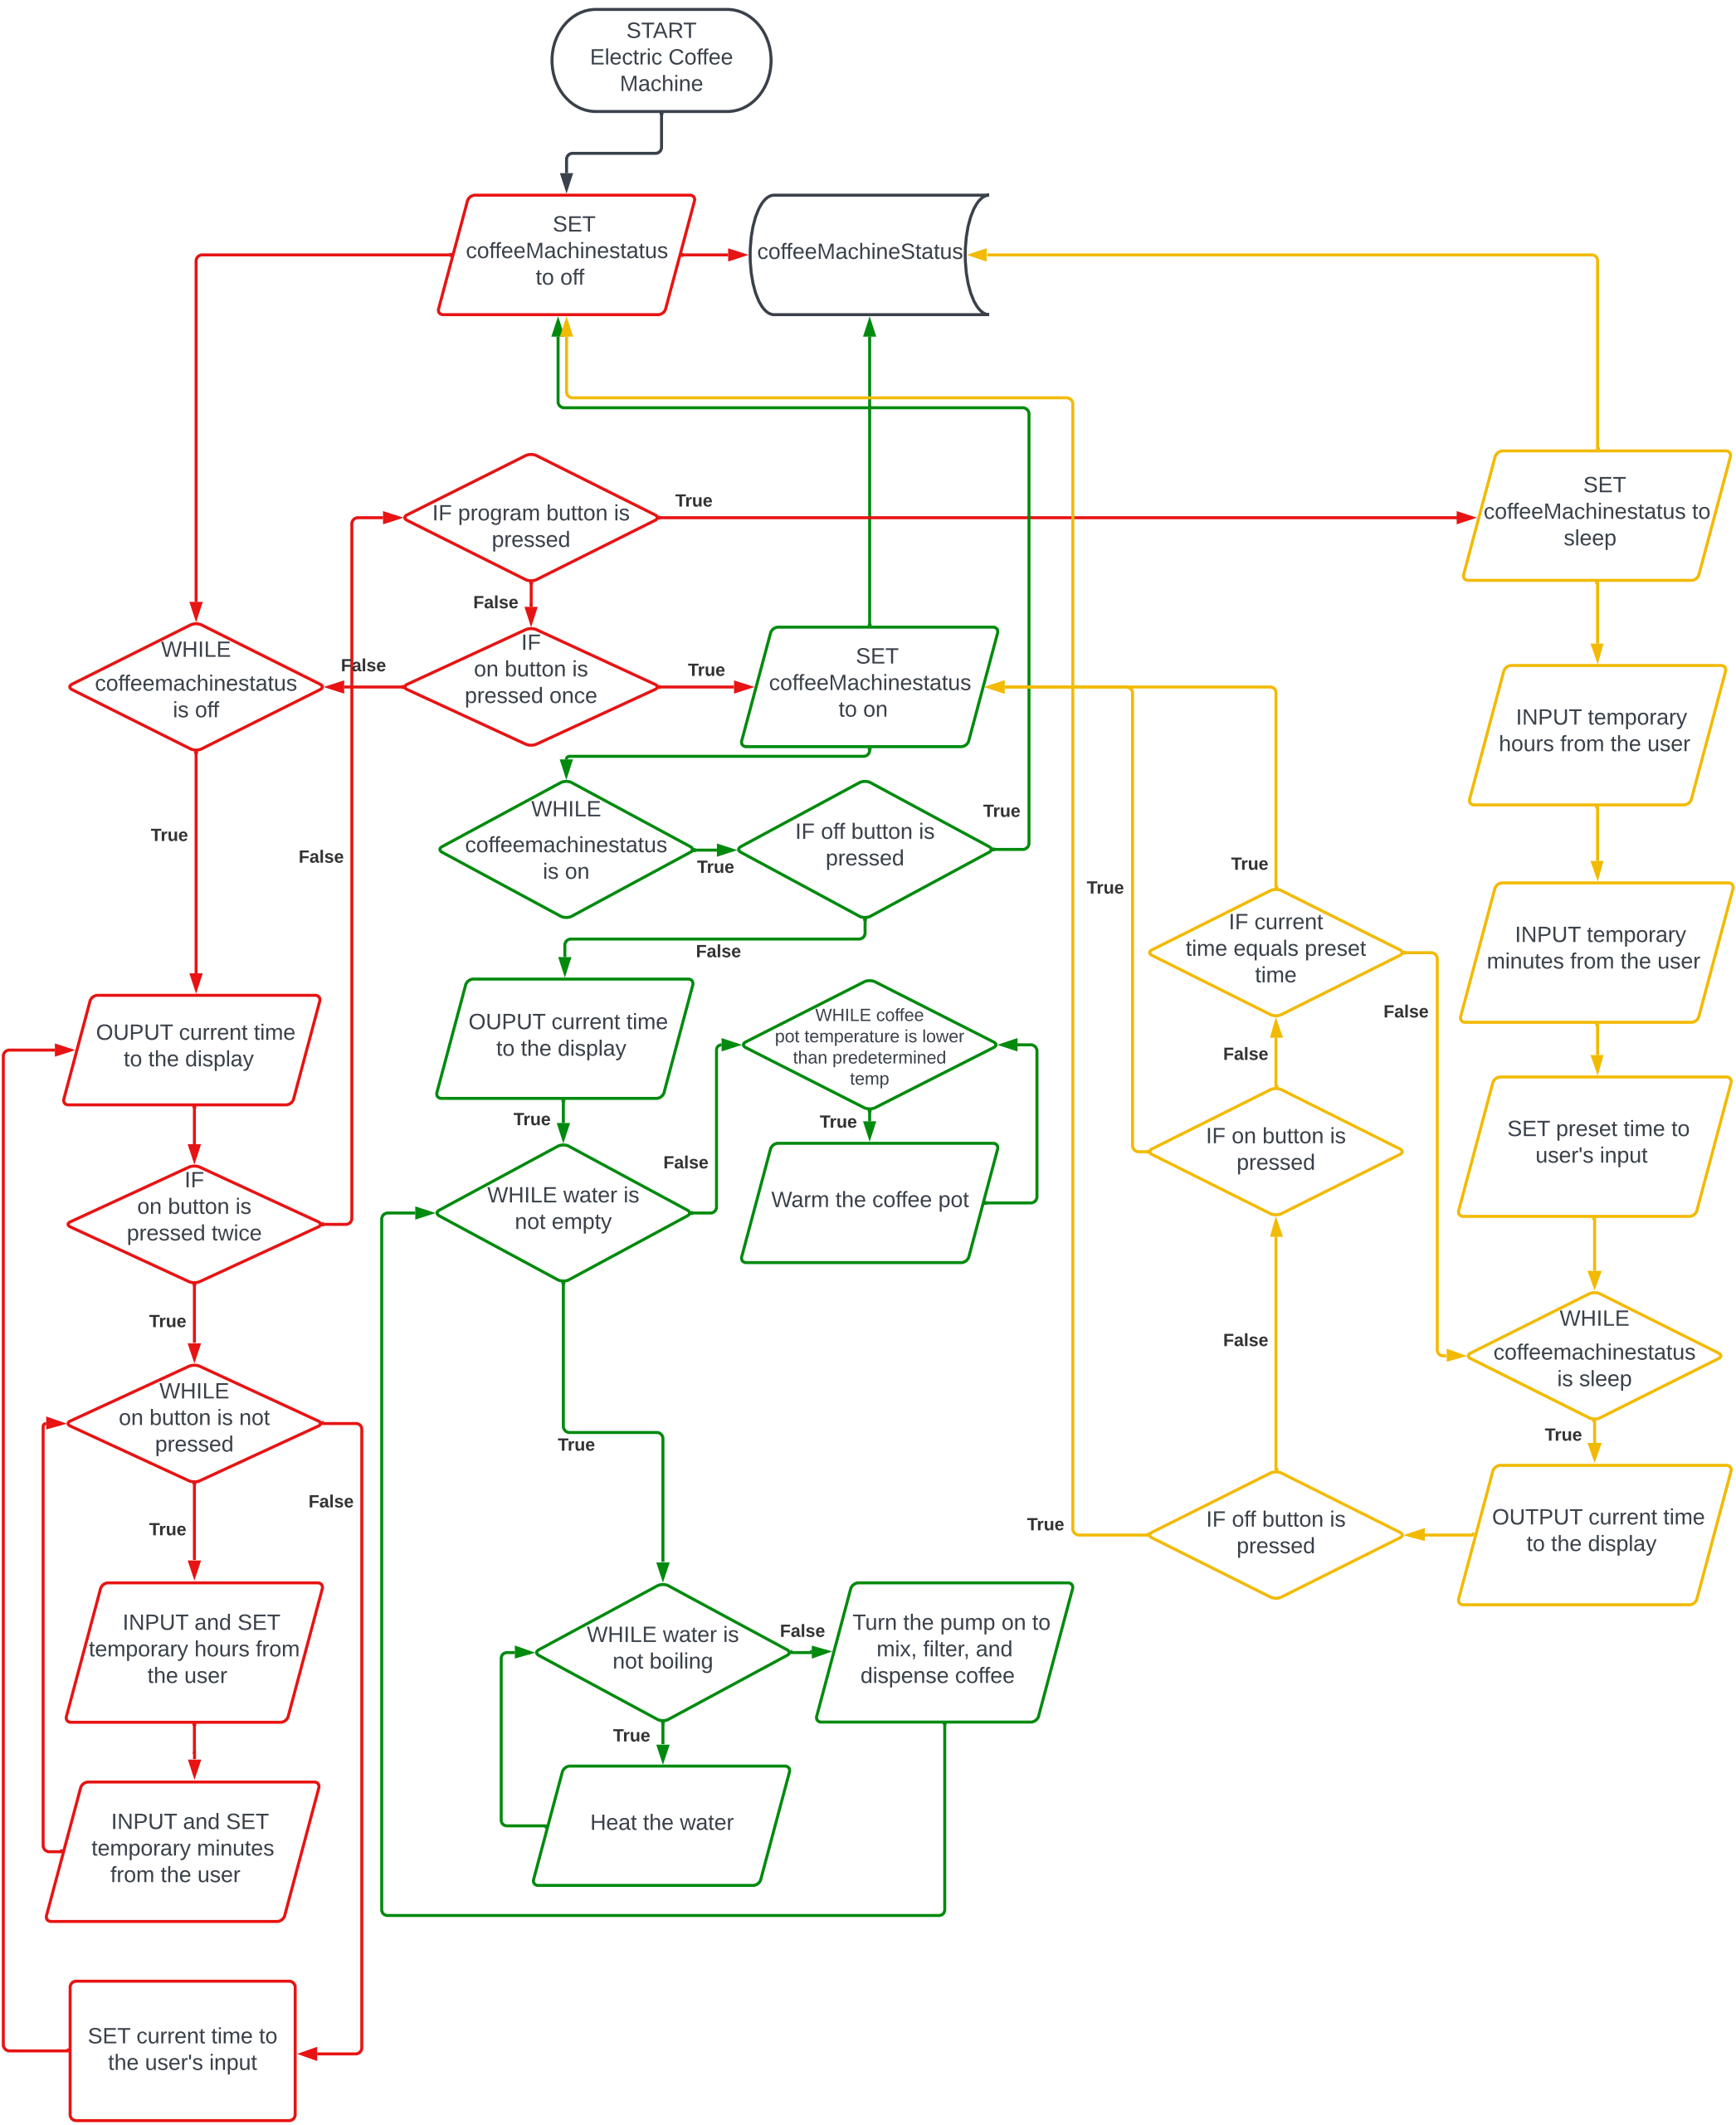 START
Electric Coffee
Machine
SET
coffeeMachinestatus
to off
coffeeMachineStatus
IF program button is
pressed
True
False
SET
coffeeMachinestatus to
sleep
WHILE
coffeemachinestatus
is off
False
IF
on button is
pressed once
True
SET
coffeeMachinestatus
to on
INPUT temporary
hours from the user
True
False
WHILE
coffeemachinestatus
is on
True
IF off button is
pressed
True
False
True
True
IF current
time equals preset
time
False
INPUT temporary
minutes from the user
OUPUT current time
to the display
OUPUT current time
to the display
True
WHILE coffee
pot temperature is lower
than predetermined
temp
True
False
False
IF on button is
pressed
SET preset time to
user's input
IF
on button is
pressed twice
True
WHILE water is
not empty
Warm the coffee pot
True
False
WHILE
coffeemachinestatus
is sleep
True
WHILE
on button is not
pressed
False
True
IF off button is
pressed
True
OUTPUT current time
to the display
INPUT and SET
temporary hours from
the user
WHILE water is
not boiling
False
True
Turn the pump on to
mix, filter, and
dispense coffee
INPUT and SET
temporary minutes
from the user
Heat the water
SET current time to
the user's input